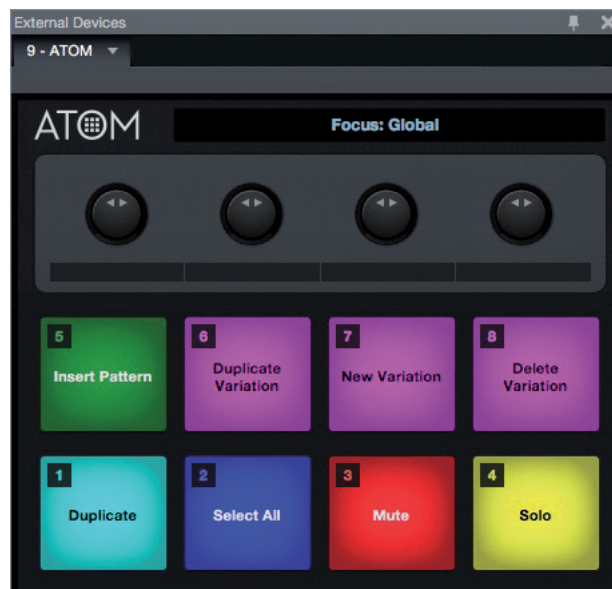 External Devices
9 - ATOM
ATOM
Focus: Global
5
Insert Pattern
6
Duplicate
Variation
7
New Variation
8
Delete
Variation
1
Duplicate
2
Select All
3
Mute
4
Solo